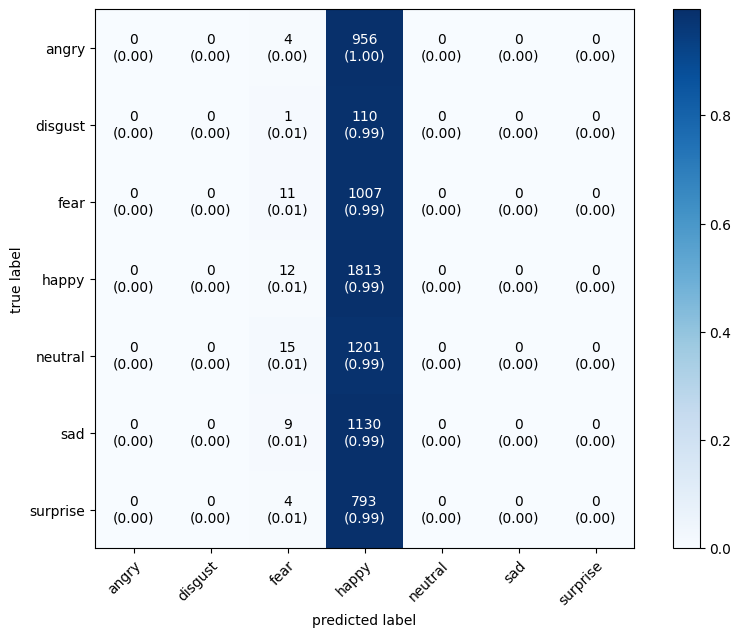 angry 0 0 4 956 0 0 0
(0.00) (0.00) (0.00) (1.00) (0.00) (0.00) (0.00)
disgust 0 0 1 110 0 0 0
(0.00) (0.00) (0.01) (0.99) (0.00) (0.00) (0.00)
fear 0 0 11 1007 0 0 0
(0.00) (0.00) (0.01) (0.99) (0.00) (0.00) (0.00)
happy 0 0 12 1813 0 0 0
(0.00) (0.00) (0.01) (0.99) (0.00) (0.00) (0.00)
neutral 0 0 15 1201 0 0 0
(0.00) (0.00) (0.01) (0.99) (0.00) (0.00) (0.00)
sad 0 0 9 1130 0 0 0
(0.00) (0.00) (0.01) (0.99) (0.00) (0.00) (0.00)
surprise 0 0 4 793 0 0 0
(0.00) (0.00) (0.01) (0.99) (0.00) (0.00) (0.00)
angry disgust fear happy neutral sad surprise
predicted label
true label
0.8
0.6
0.4
0.2
0.0